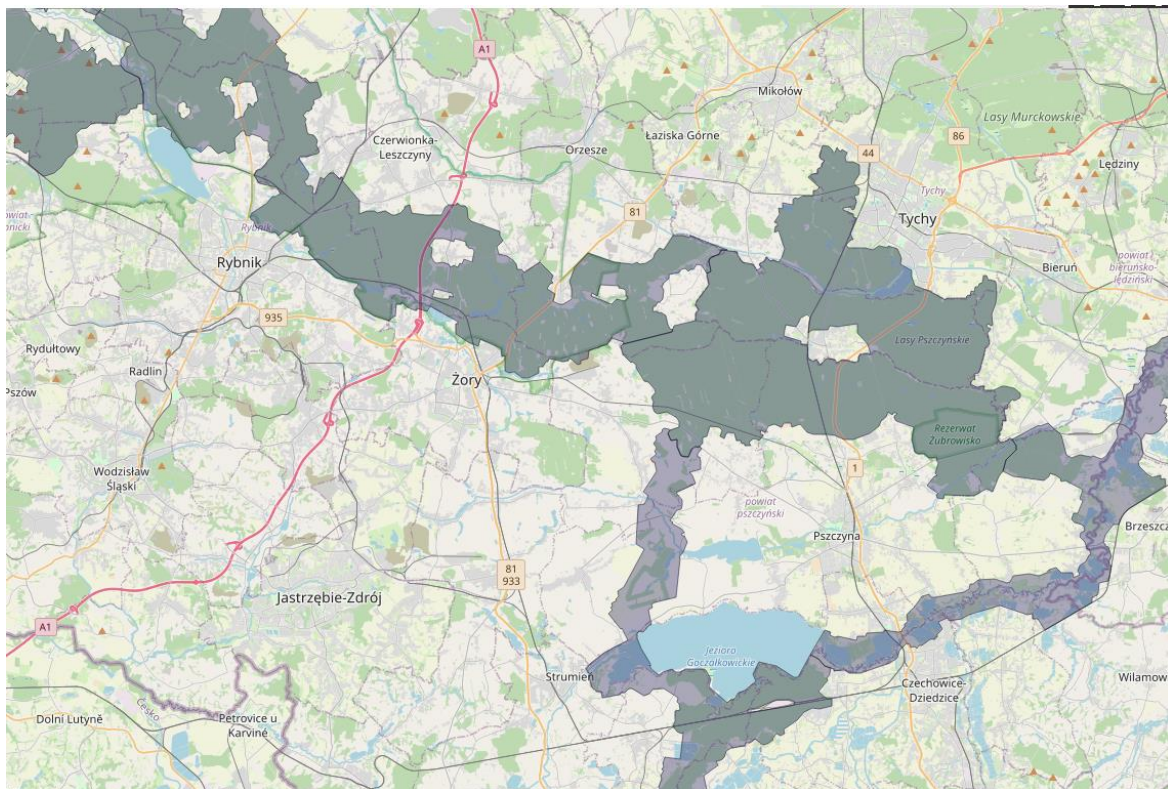 A1
Mikołów
86
Lasy Murckowskie
Czerwionka-
Leszczyny
Orzesze
Łaziska Górne
44
Lędziny
Tychy
Tychy
81
Rybnik
Rybnik
powiat
bieruńsko-
lędziński
Bieruń
935
Rydułtowy
Radlin
Pszów
Żory
Lasy Pszczyńskie
Rezerwat
Żubrowisko
Wodzisław
Śląski
1
powiat
pszczyński
Pszczyna
81
933
Jastrzębie-Zdrój
A1
Jezioro
Goczałkowickie
Strumień
Czechowice-
Dziedzice
Wilamow
Brzeszcz
Dolní Lutyně
Česko
Petrovice u
Karviné